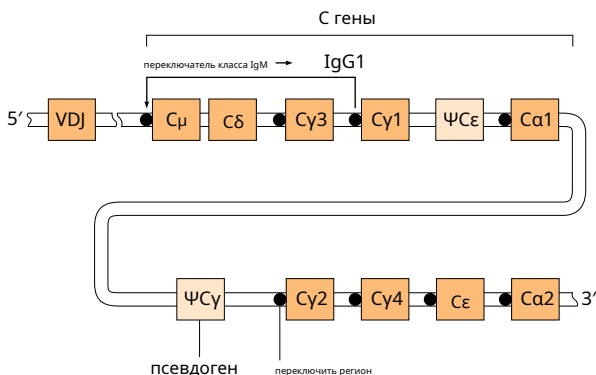 С гены
переключатель класса IgM → IgG1
5′ VDJ Cμ Cδ Cγ3 Cγ1 ΨCε Cα1
ΨCγ Cγ2 Cγ4 Cε Cα2 3′
псевдоген переключить регион